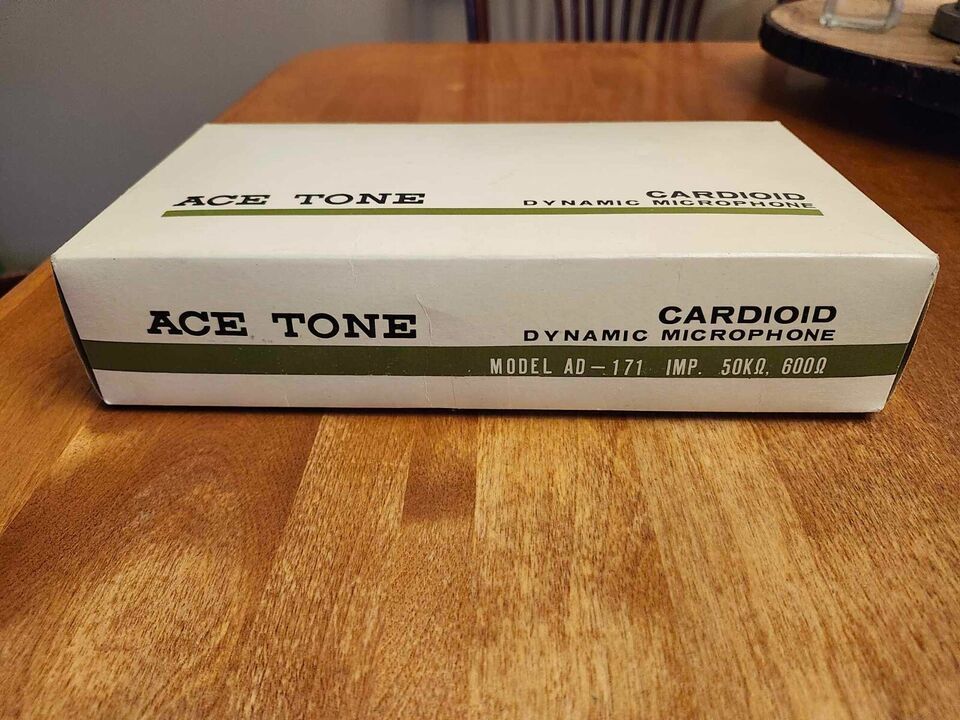 ACE TONE
CARDIOID
DYNAMIC MICROPHONE
ACE TONE
CARDIOID
DYNAMIC MICROPHONE
MODEL AD-171 IMP. 50KΩ, 600Ω